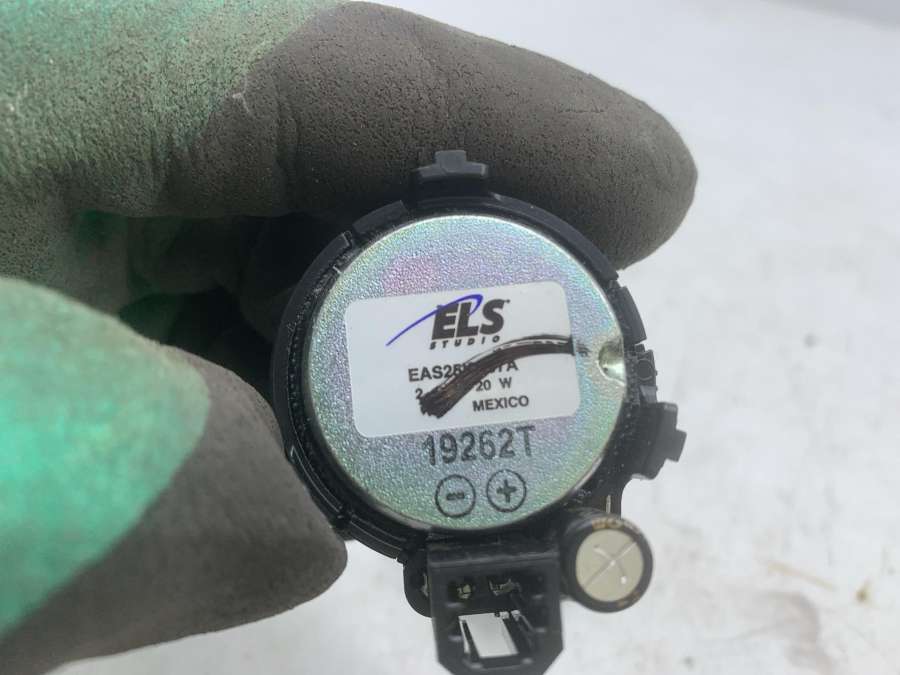 ELS
STUDIO
20 W
MEXICO
19262T
- +